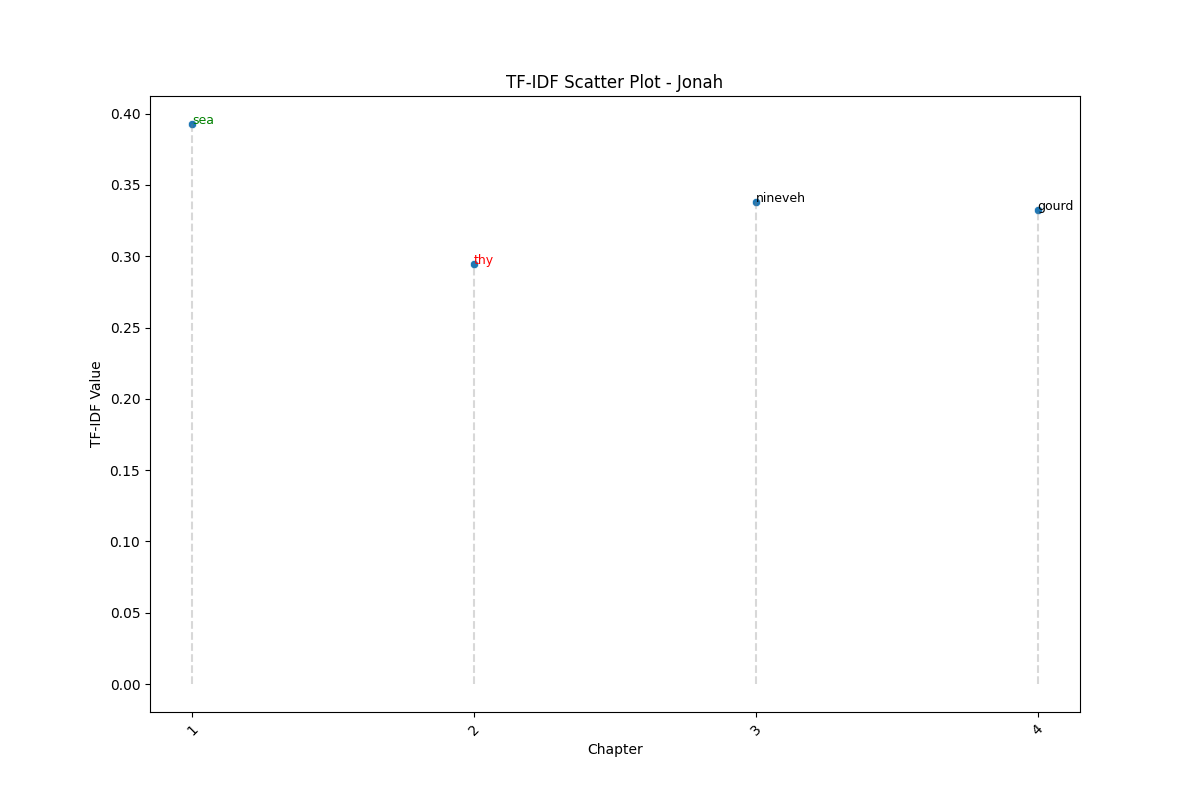 TF-IDF Scatter Plot - Jonah
0.40
0.35
0.30
0.25
0.20
0.15
0.10
0.05
0.00
TF-IDF Value
sea
thy
nineveh
gourd
1
2
3
4
Chapter